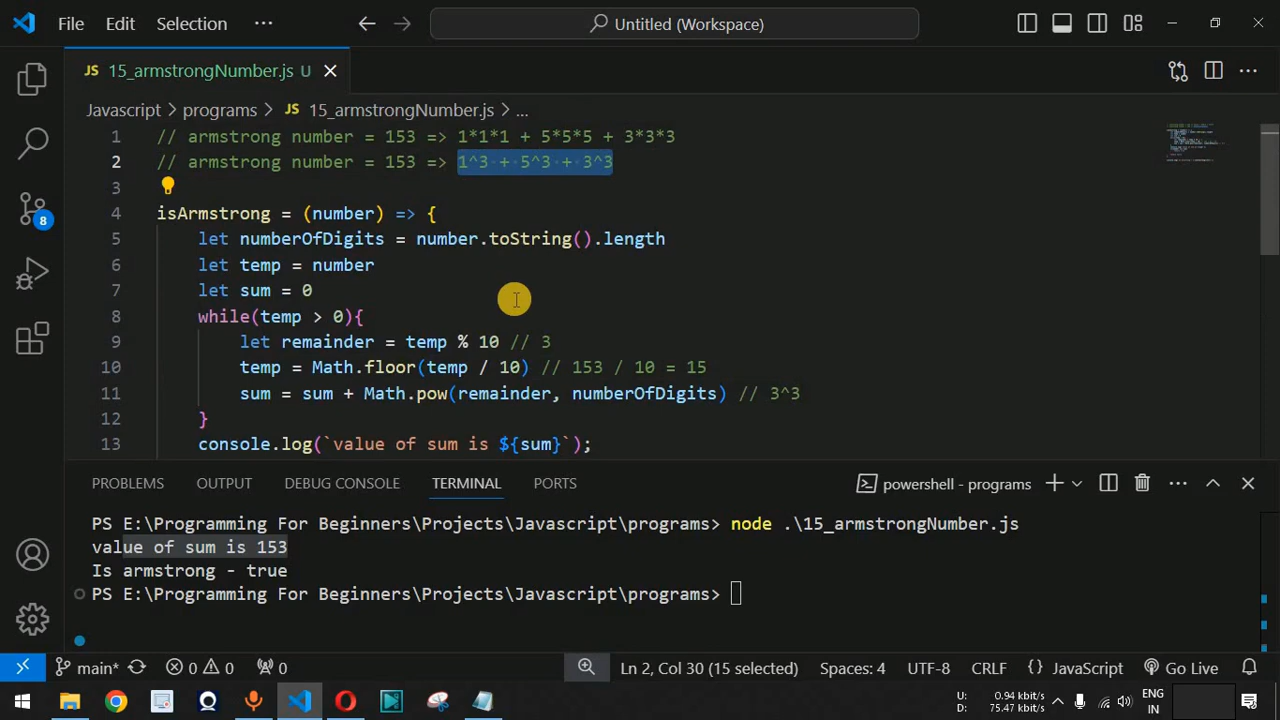 File Edit Selection ··· Untitled (Workspace)
JS 15_armstrongNumber.js U
Javascript > programs > JS 15_armstrongNumber.js > ...
1 // armstrong number = 153 => 1*1*1 + 5*5*5 + 3*3*3
2 // armstrong number = 153 => 1^3 + 5^3 + 3^3
3
4 isArmstrong = (number) => {
5 let numberOfDigits = number.toString().length
6 let temp = number
7 let sum = 0
8 while(temp > 0){
9 let remainder = temp % 10 // 3
10 temp = Math.floor(temp / 10) // 153 / 10 = 15
11 sum = sum + Math.pow(remainder, numberOfDigits) // 3^3
12 }
13 console.log(`value of sum is ${sum}`);
8
PROBLEMS OUTPUT DEBUG CONSOLE TERMINAL PORTS powershell - programs
PS E:\Programming For Beginners\Projects\Javascript\programs> node .\15_armstrongNumber.js
value of sum is 153
Is armstrong - true
PS E:\Programming For Beginners\Projects\Javascript\programs>
main* 0 0 0 Ln 2, Col 30 (15 selected) Spaces: 4 UTF-8 CRLF {} JavaScript Go Live
U: 0.94 kbit/s
D: 75.47 kbit/s
ENG
IN